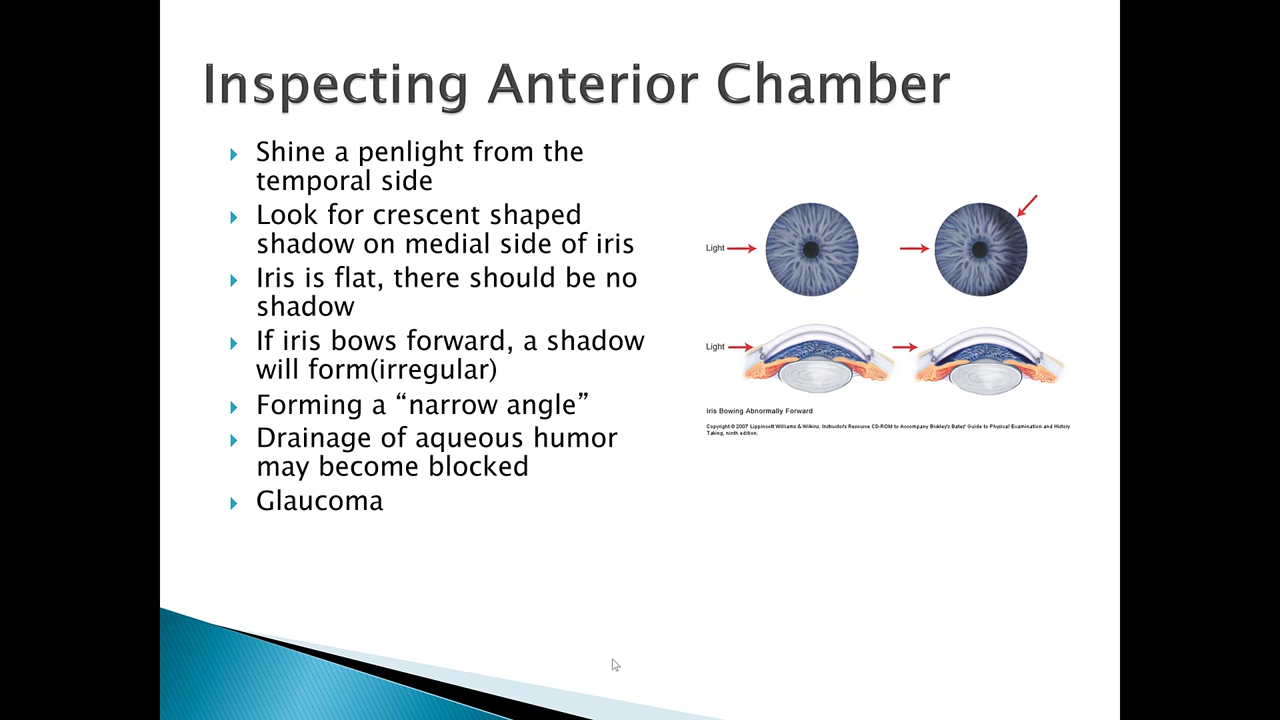 Inspecting Anterior Chamber
Shine a penlight from the
temporal side
Look for crescent shaped
shadow on medial side of iris
Iris is flat, there should be no
shadow
If iris bows forward, a shadow
will form(irregular)
Forming a “narrow angle”
Drainage of aqueous humor
may become blocked
Glaucoma
Light
Light
Iris Bowing Abnormally Forward
Copyright © 2007 Lippincott Williams & Wilkins. Instructor's Resource CD-ROM to Accompany Bickley's Bates' Guide to Physical Examination and History
Taking, ninth edition.